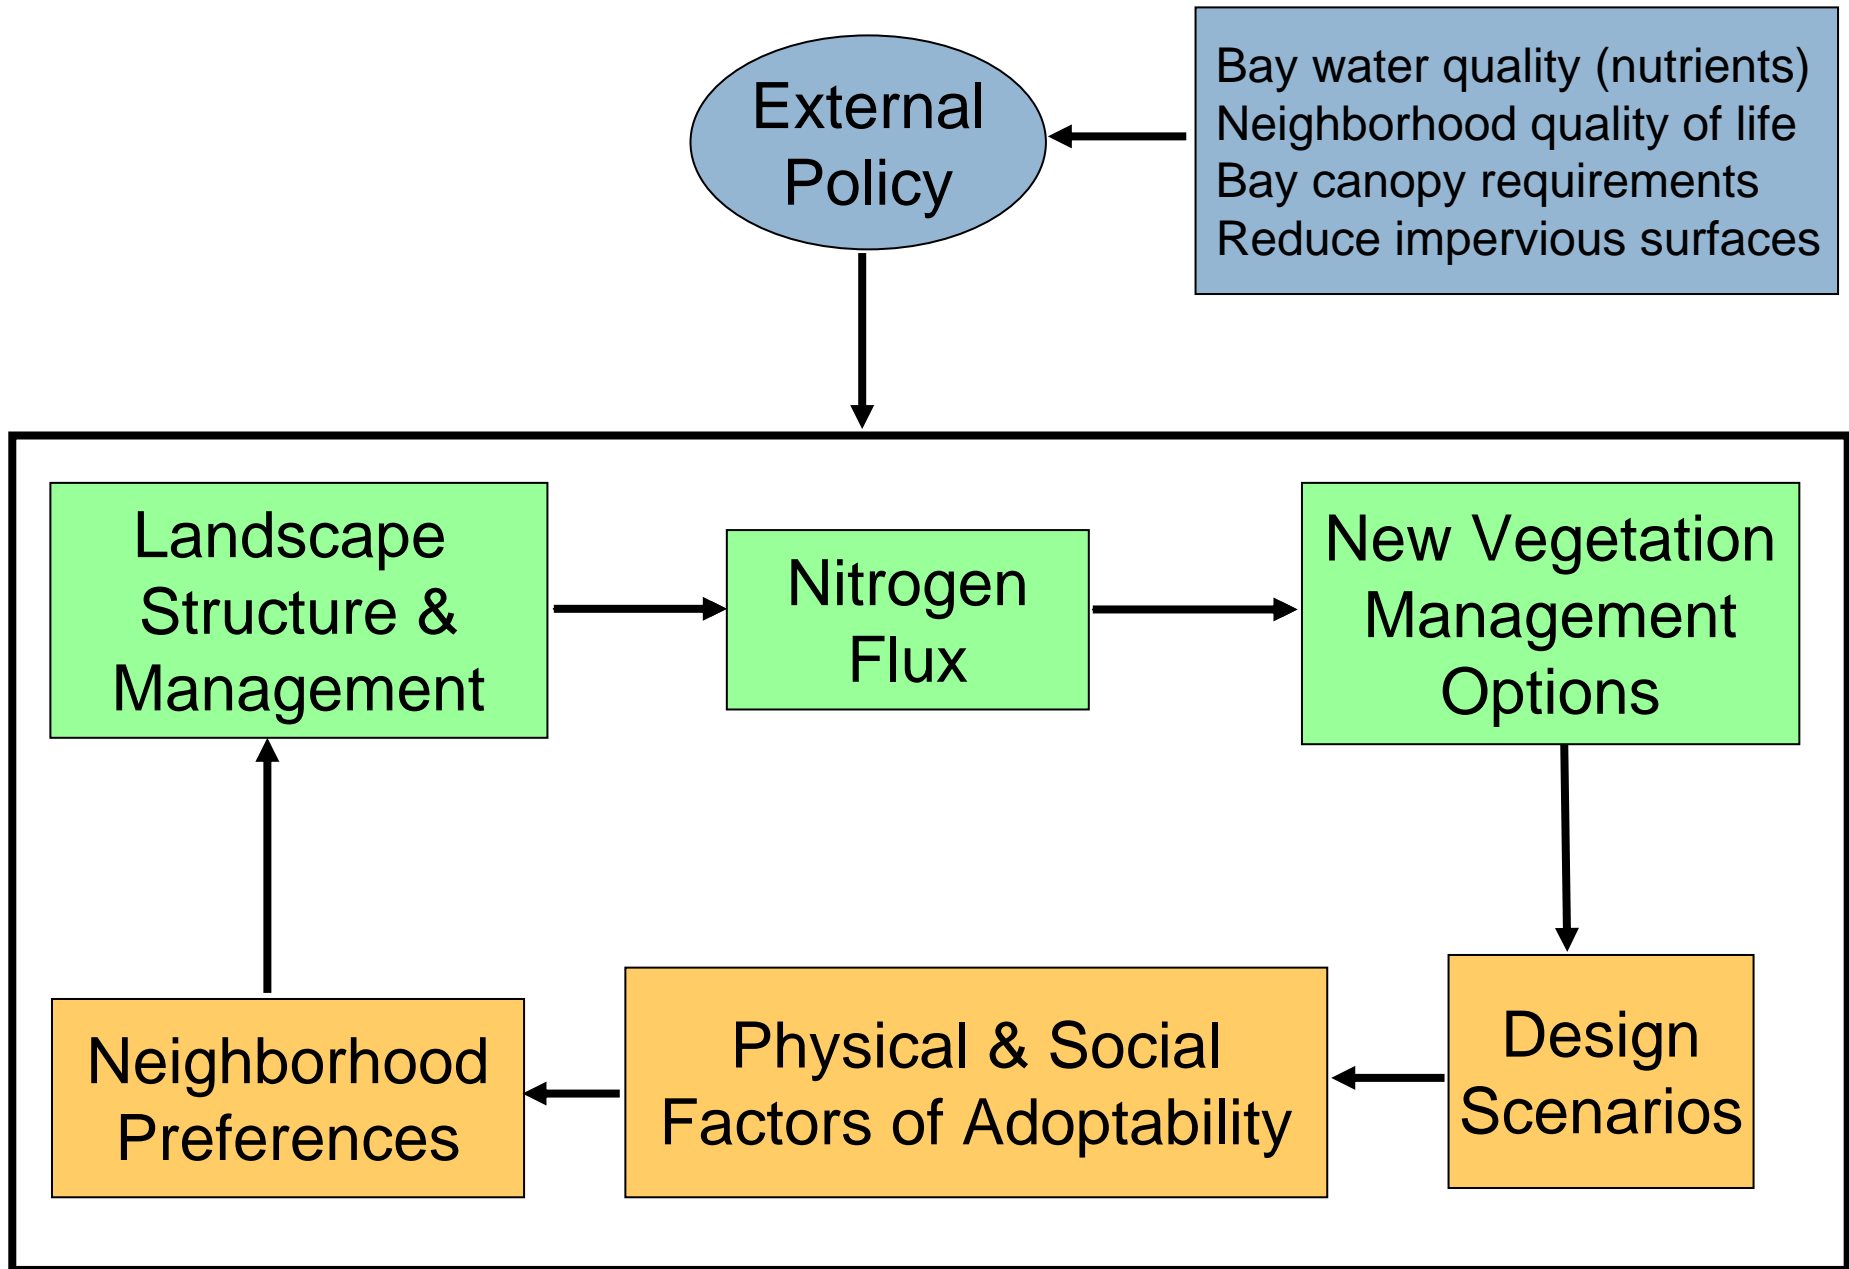 External
Policy
Bay water quality (nutrients)
Neighborhood quality of life
Bay canopy requirements
Reduce impervious surfaces
Landscape
Structure &
Management
Nitrogen
Flux
New Vegetation
Management
Options
Neighborhood
Preferences
Physical & Social
Factors of Adoptability
Design
Scenarios